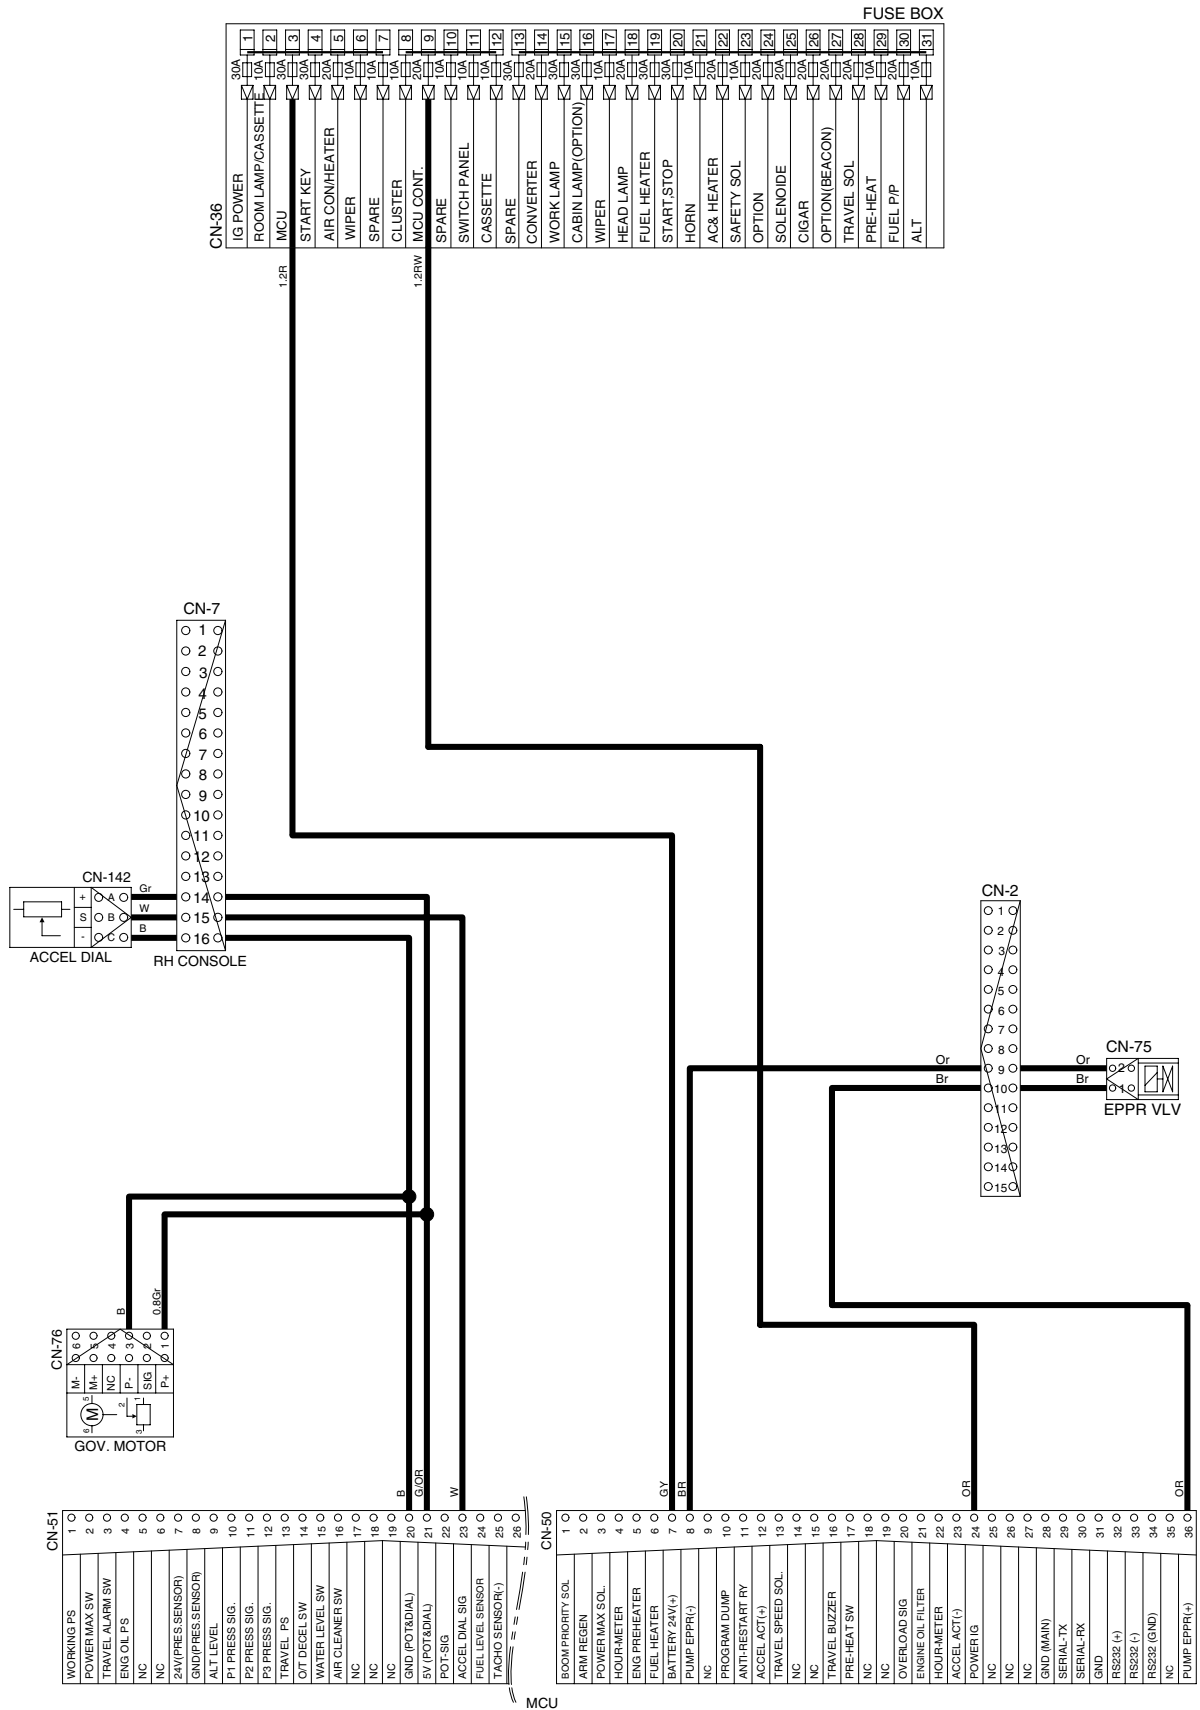 FUSE BOX
1 2 3 4 5 6 7 8 9 10 11 12 13 14 15 16 17 18 19 20 21 22 23 24 25 26 27 28 29 30 31
30A 10A 30A 10A 20A 10A 10A 10A 20A 10A 10A 10A 30A 20A 30A 20A 10A 20A 30A 20A 10A 20A 10A 20A 20A 10A 20A 20A 20A 20A 10A
CN-36
IG POWER
ROOM LAMP/CASSETTE
MCU
START KEY
AIR CON/HEATER
WIPER
SPARE
CLUSTER
MCU CONT.
SPARE
SWITCH PANEL
CASSETTE
SPARE
CONVERTER
WORK LAMP
CABIN LAMP(OPTION)
WIPER
HEAD LAMP
FUEL HEATER
START,STOP
HORN
AC& HEATER
SAFETY SOL
OPTION
SOLENOIDE
CIGAR
OPTION(BEACON)
TRAVEL SOL
PRE-HEAT
FUEL P/P
ALT
1.2R
1.2RW
CN-7
1
2
3
4
5
6
7
8
9
10
11
12
13
14
15
16
RH CONSOLE
CN-142
+ A Gr
S B W
- C B
ACCEL DIAL
CN-2
1
2
3
4
5
6
7
8
9
10
11
12
13
14
15
Or
Br
Or
Br
CN-75
2
1
EPPR VLV
B
0.8Gr
CN-76
6 5 4 3 2 1
M- M+ NC P- SIG P+
M
5
6
2
1
3
GOV. MOTOR
B
G/OR
W
GY
BR
OR
OR
CN-51
1 WORKING PS
2 POWER MAX SW
3 TRAVEL ALARM SW
4 ENG OIL PS
5 NC
6 NC
7 24V(PRES.SENSOR)
8 GND(PRES.SENSOR)
9 ALT LEVEL
10 P1 PRESS SIG.
11 P2 PRESS SIG.
12 P3 PRESS SIG.
13 TRAVEL PS
14 O/T DECEL SW
15 WATER LEVEL SW
16 AIR CLEANER SW
17 NC
18 NC
19 NC
20 GND (POT&DIAL)
21 5V (POT&DIAL)
22 POT-SIG
23 ACCEL DIAL SIG
24 FUEL LEVEL SENSOR
25 TACHO SENSOR(-)
26
CN-50
1 BOOM PRIORITY SOL
2 ARM REGEN
3 POWER MAX SOL.
4 HOUR-METER
5 ENG PREHEATER
6 FUEL HEATER
7 BATTERY 24V(+)
8 PUMP EPPR(-)
9 NC
10 PROGRAM DUMP
11 ANTI-RESTART RY
12 ACCEL ACT(+)
13 TRAVEL SPEED SOL.
14 NC
15 NC
16 TRAVEL BUZZER
17 PRE-HEAT SW
18 NC
19 NC
20 OVERLOAD SIG
21 ENGINE OIL FILTER
22 HOUR-METER
23 ACCEL ACT(-)
24 POWER IG
25 NC
26 NC
27 NC
28 GND (MAIN)
29 SERIAL-TX
30 SERIAL-RX
31 GND
32 RS232 (+)
33 RS232 (-)
34 RS232 (GND)
35 NC
36 PUMP EPPR(+)
MCU